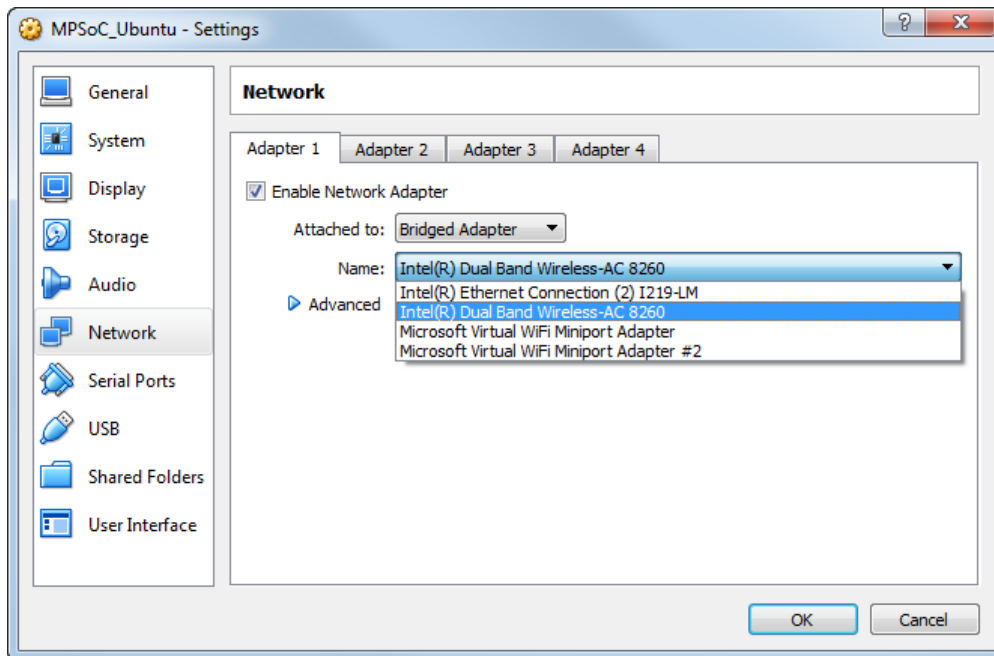 MPSoC_Ubuntu - Settings
?
X
General
System
Display
Storage
Audio
Network
Serial Ports
USB
Shared Folders
User Interface
Network
Adapter 1 Adapter 2 Adapter 3 Adapter 4
Enable Network Adapter
Attached to: Bridged Adapter
Name: Intel(R) Dual Band Wireless-AC 8260
Intel(R) Ethernet Connection (2) I219-LM
Intel(R) Dual Band Wireless-AC 8260
Microsoft Virtual WiFi Miniport Adapter
Microsoft Virtual WiFi Miniport Adapter #2
Advanced
OK Cancel